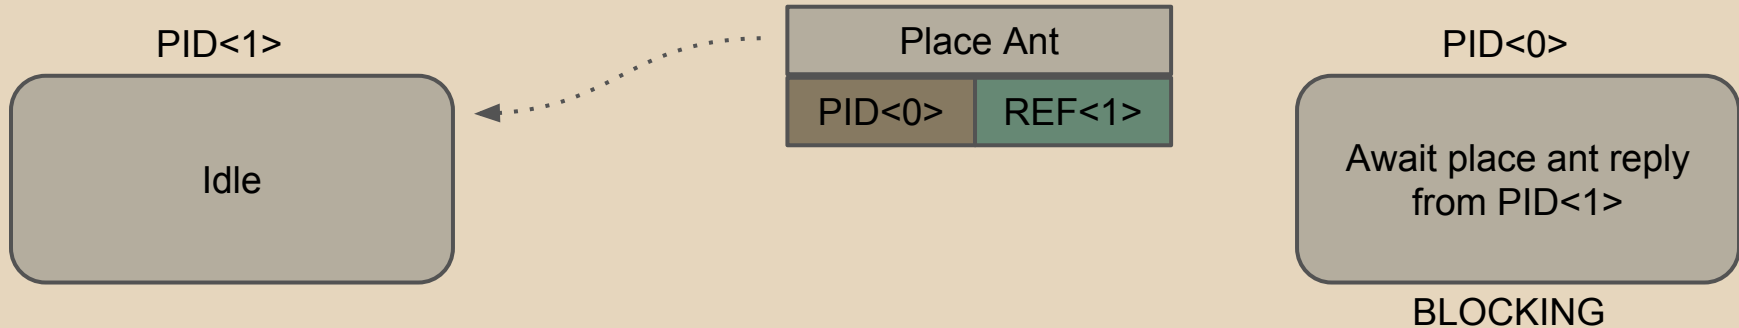 PID<1>
Idle
Place Ant
PID<0>
REF<1>
PID<0>
Await place ant reply
from PID<1>
BLOCKING